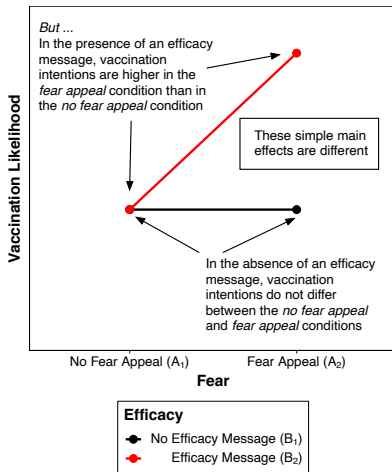 But ...
In the presence of an efficacy
message, vaccination
intentions are higher in the
fear appeal condition than in
the no fear appeal condition
These simple main
effects are different
In the absence of an efficacy
message, vaccination
intentions do not differ
between the no fear appeal
and fear appeal conditions
Vaccination Likelihood
No Fear Appeal (A₁)
Fear Appeal (A₂)
Fear
Efficacy
No Efficacy Message (B₁)
Efficacy Message (B₂)